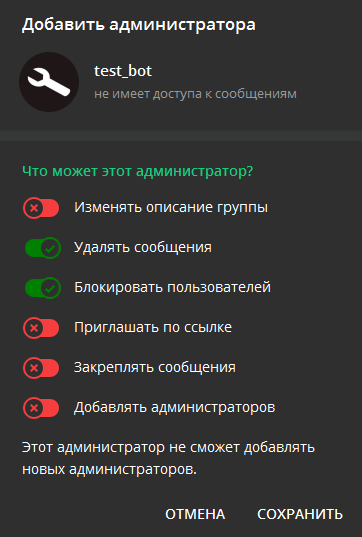 Добавить администратора
test_bot
не имеет доступа к сообщениям
Что может этот администратор?
Изменять описание группы
Удалять сообщения
Блокировать пользователей
Приглашать по ссылке
Закреплять сообщения
Добавлять администраторов
Этот администратор не сможет добавлять
новых администраторов.
ОТМЕНА СОХРАНИТЬ